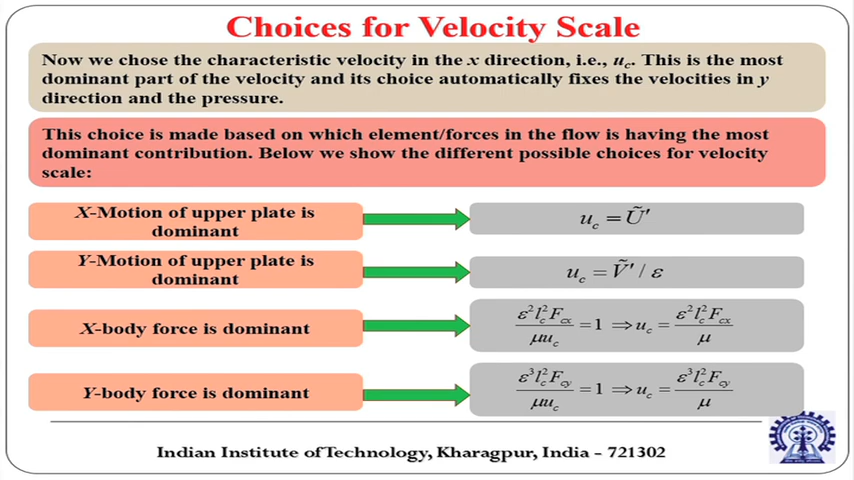 Choices for Velocity Scale
Now we chose the characteristic velocity in the x direction, i.e., u_c. This is the most
dominant part of the velocity and its choice automatically fixes the velocities in y
direction and the pressure.
This choice is made based on which element/forces in the flow is having the most
dominant contribution. Below we show the different possible choices for velocity
scale:
X-Motion of upper plate is
dominant
u_c = Ũ'
Y-Motion of upper plate is
dominant
u_c = Ṽ' / ε
X-body force is dominant
ε²l_c²F_cx / μu_c = 1 ⇒ u_c = ε²l_c²F_cx / μ
Y-body force is dominant
ε³l_c²F_cy / μu_c = 1 ⇒ u_c = ε³l_c²F_cy / μ
Indian Institute of Technology, Kharagpur, India - 721302